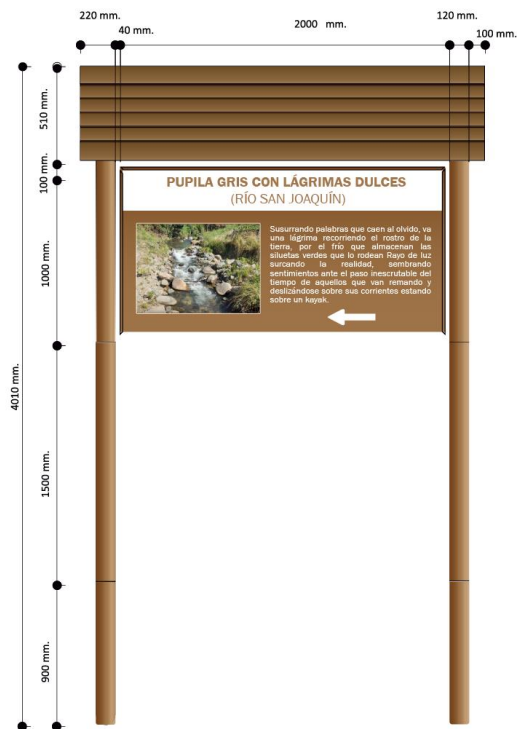 220 mm.
120 mm.
40 mm.
2000 mm.
100 mm.
510 mm.
100 mm.
PUPILA GRIS CON LÁGRIMAS DULCES
(RÍO SAN JOAQUÍN)
Susurrando palabras que caen al olvido, va
una lágrima recorriendo el rostro de la
tierra, por el frío que almacenan las
siluetas verdes que lo rodean Rayo de luz
surcando la realidad, sembrando
sentimientos ante el paso inescrutable del
tiempo de aquellos que van remando y
deslizándose sobre sus corrientes estando
sobre un kayak.
1000 mm.
4010 mm.
1500 mm.
900 mm.